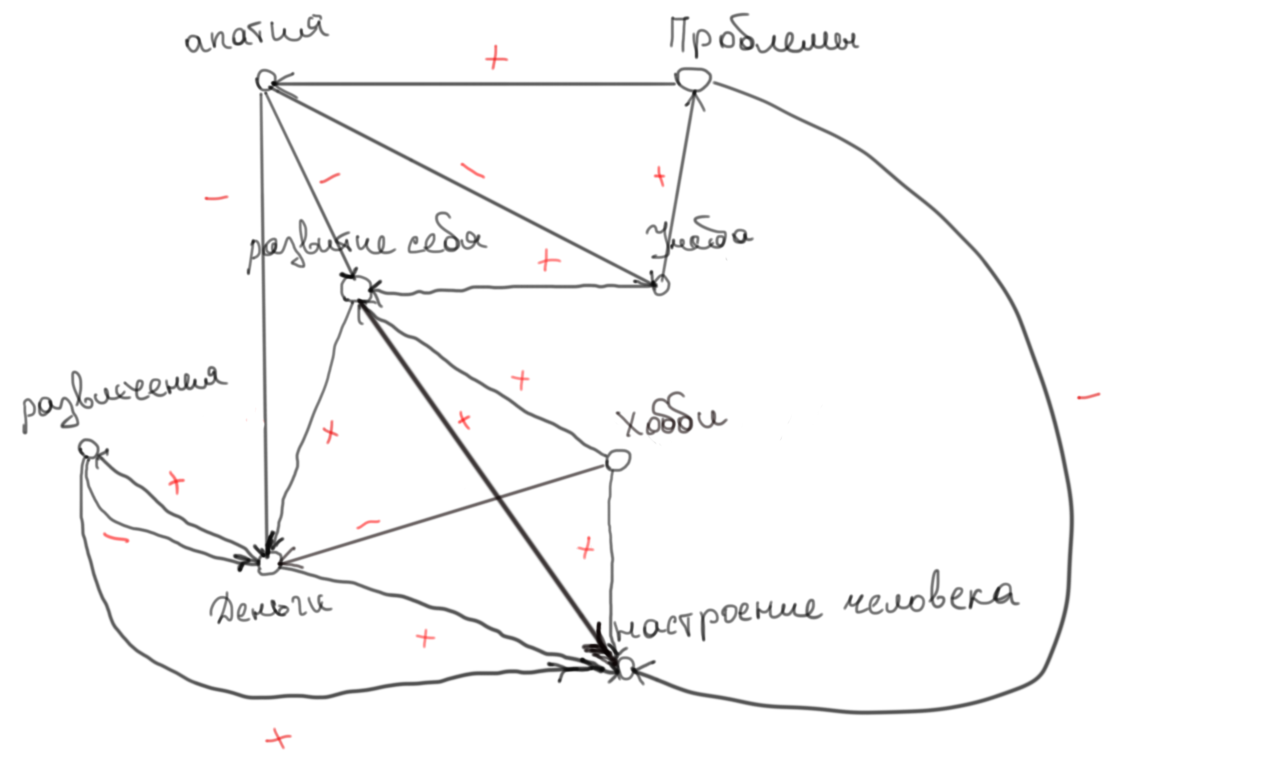 апатия
Проблемы
+
-
-
-
+
развитие себя
Учеба
+
развлечения
+
+
+
Хобби
-
+
-
-
+
Деньги
настроение человека
+
+